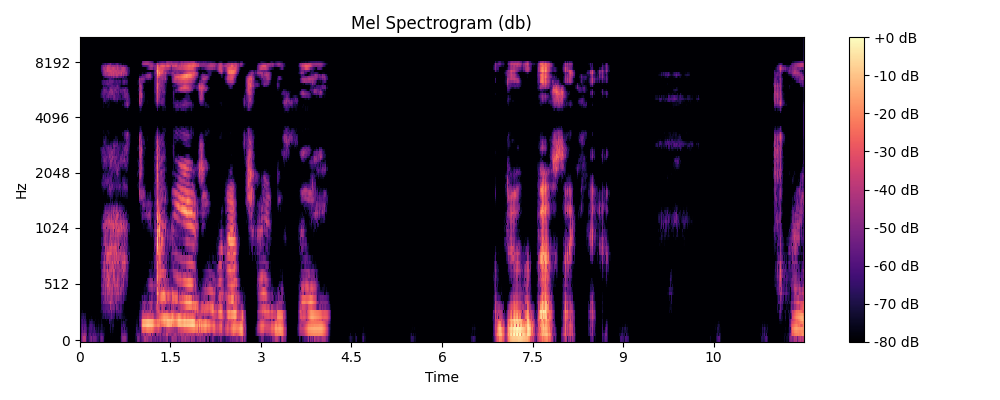 Mel Spectrogram (db)
8192
4096
2048
1024
512
0
Hz
0 1.5 3 4.5 6 7.5 9 10
Time
+0 dB
-10 dB
-20 dB
-30 dB
-40 dB
-50 dB
-60 dB
-70 dB
-80 dB